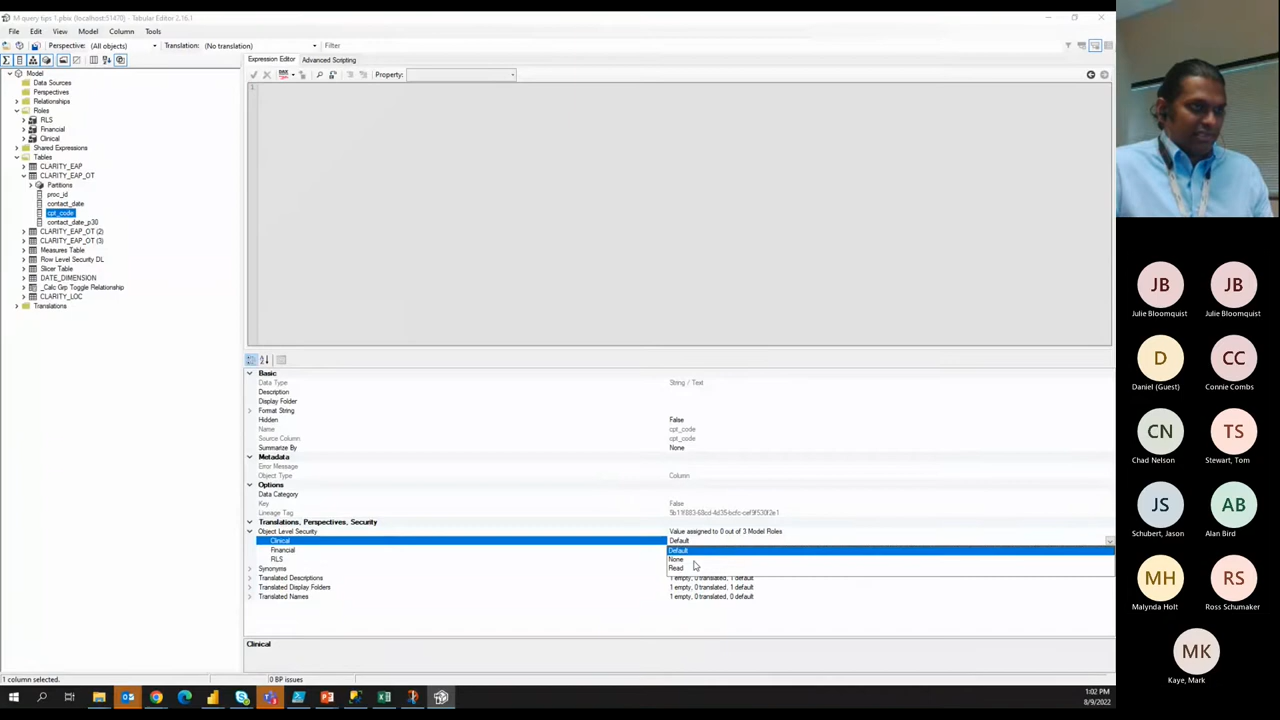 M query tips 1.pbix (localhost:51470) - Tabular Editor 2.16.1
File Edit View Model Column Tools
Perspective: (All objects) Translation: (No translation) Filter
Expression Editor Advanced Scripting
Property:
1
Model
Data Sources
Perspectives
Relationships
Roles
RLS
Financial
Clinical
Shared Expressions
Tables
CLARITY_EAP
CLARITY_EAP_OT
Partitions
proc_id
contact_date
cpt_code
contact_date_p30
CLARITY_EAP_OT (2)
CLARITY_EAP_OT (3)
Measures Table
Row Level Security DL
Slicer Table
DATE_DIMENSION
_Calc Grp Toggle Relationship
CLARITY_LOC
Translations
Basic
Data Type String / Text
Description
Display Folder
Format String
Hidden False
Name cpt_code
Source Column cpt_code
Summarize By None
Metadata
Error Message
Object Type Column
Options
Data Category
Key False
Lineage Tag
Translations, Perspectives, Security
Object Level Security Value assigned to 0 out of 3 Model Roles
Clinical Default
Financial Default
RLS None
Synonyms Read
Translated Descriptions 1 empty, 0 translated, 1 default
Translated Display Folders 1 empty, 0 translated, 1 default
Translated Names 1 empty, 0 translated, 0 default
Clinical
1 column selected. 0 BP issues
1:02 PM
8/9/2022
JB JB
Julie Bloomquist Julie Bloomquist
D CC
Daniel (Guest) Connie Combs
CN TS
Chad Nelson Stewart, Tom
JS AB
Schubert, Jason Alan Bird
MH RS
Malynda Holt Ross Schumaker
MK
Kaye, Mark